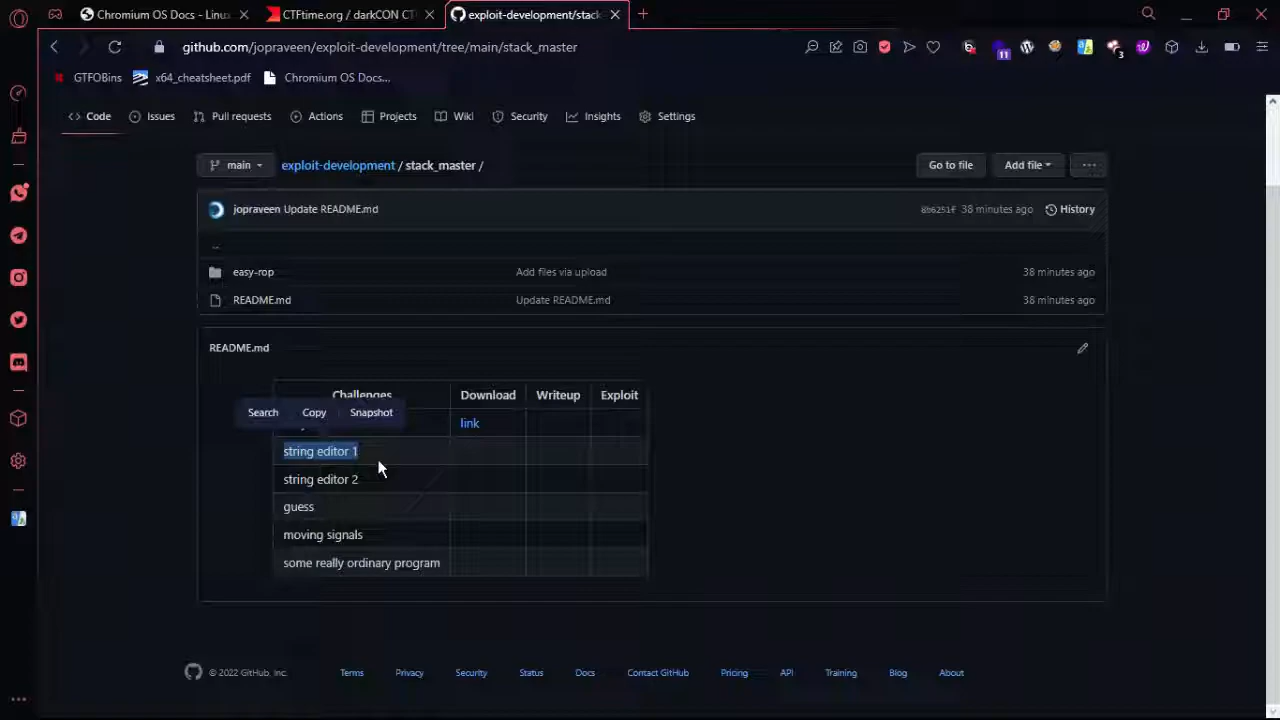 Chromium OS Docs - Linux
CTFtime.org / darkCON CT
exploit-development/stack
github.com/jopraveen/exploit-development/tree/main/stack_master
11
3
GTFOBins
x64_cheatsheet.pdf
Chromium OS Docs...
Code
Issues
Pull requests
Actions
Projects
Wiki
Security
Insights
Settings
main
exploit-development / stack_master /
Go to file
Add file
jopraveen Update README.md
38 minutes ago
History
..
easy-rop
Add files via upload
38 minutes ago
README.md
Update README.md
38 minutes ago
README.md
Challenges
Download
Writeup
Exploit
Search
Copy
Snapshot
link
string editor 1
string editor 2
guess
moving signals
some really ordinary program
© 2022 GitHub, Inc.
Terms
Privacy
Security
Status
Docs
Contact GitHub
Pricing
API
Training
Blog
About